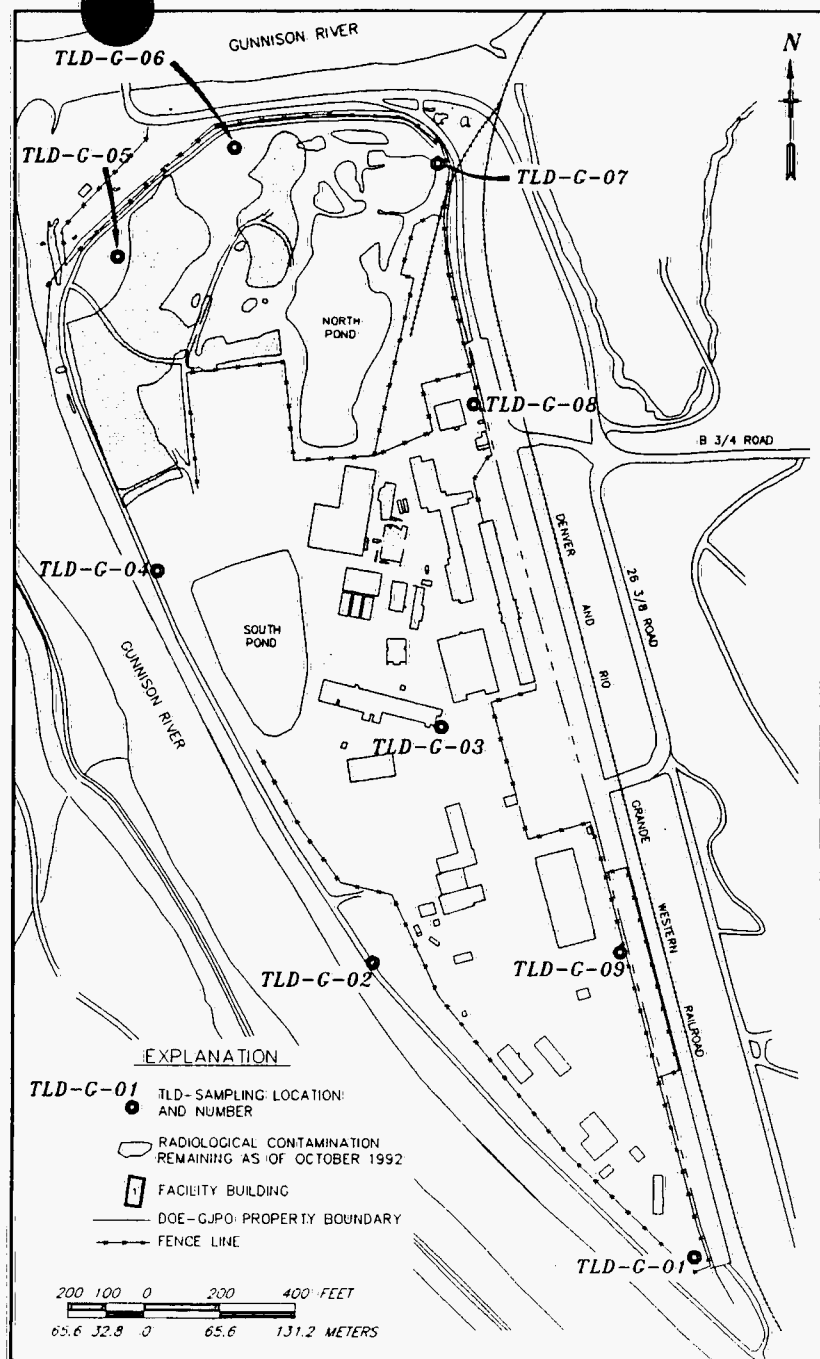 GUNNISON RIVER
TLD-G-06
N
TLD-G-05
TLD-G-07
NORTH
POND
TLD-G-08
B 3/4 ROAD
DENVER
AND
RIO
GRANDE
WESTERN
RAILROAD
26 3/8 ROAD
TLD-G-04
SOUTH
POND
GUNNISON RIVER
TLD-G-03
TLD-G-02
TLD-G-09
EXPLANATION
TLD-G-01 TLD-SAMPLING LOCATION
AND NUMBER
RADIOLOGICAL CONTAMINATION
REMAINING AS OF OCTOBER 1992
1 FACILITY BUILDING
DOE-GJPO PROPERTY BOUNDARY
FENCE LINE
TLD-G-01
200 100 0 200 400 FEET
65.6 32.8 0 65.6 131.2 METERS